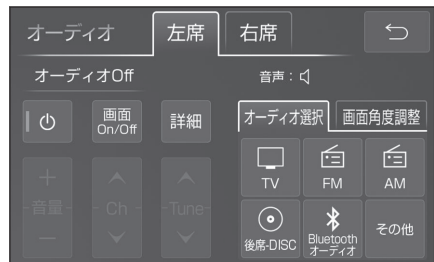 オーディオ 左席 右席
オーディオOff 音声：
画面
On/Off
詳細
オーディオ選択 画面角度調整
TV FM AM
+
音量
−
Ch
Tune
後席-DISC
Bluetooth
オーディオ
その他